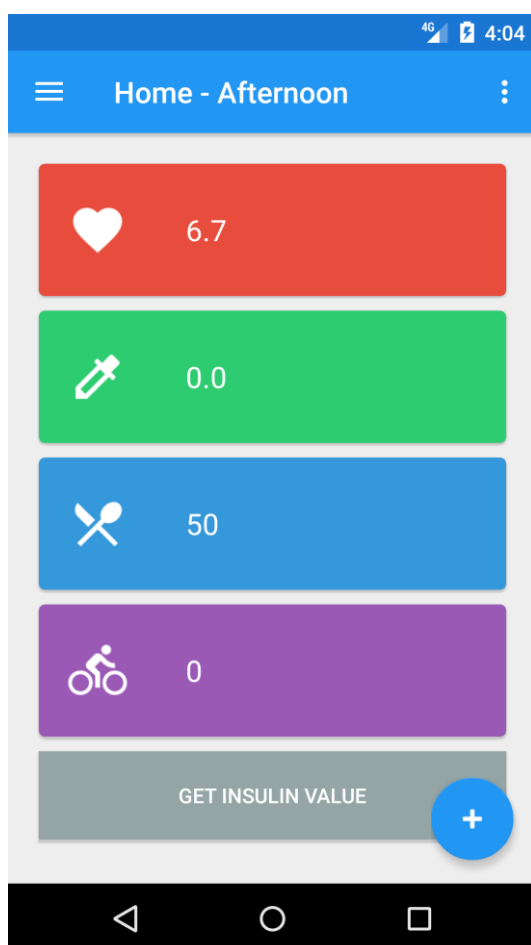 4G 4:04
Home - Afternoon
6.7
0.0
50
0
GET INSULIN VALUE
+